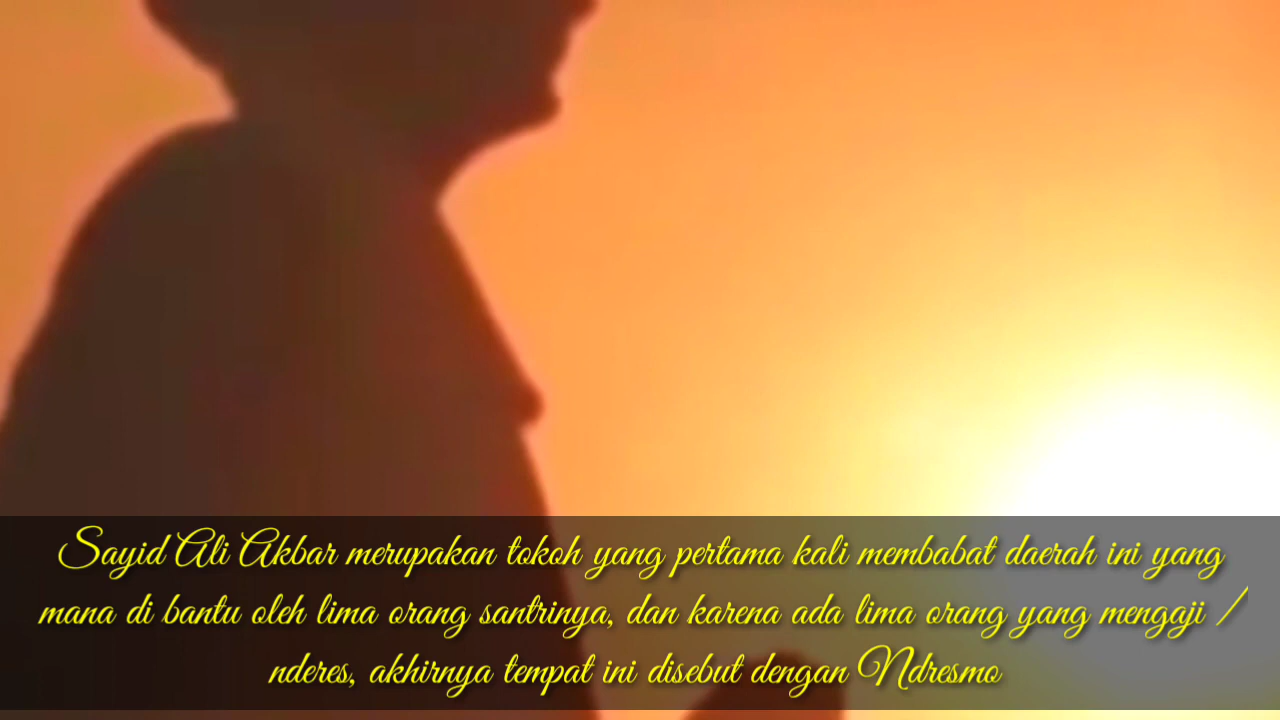 Sayid Ali Akbar merupakan tokoh yang pertama kali membabat daerah ini yang
mana di bantu oleh lima orang santrinya, dan karena ada lima orang yang mengaji /
nderes, akhirnya tempat ini disebut dengan Ndresmo